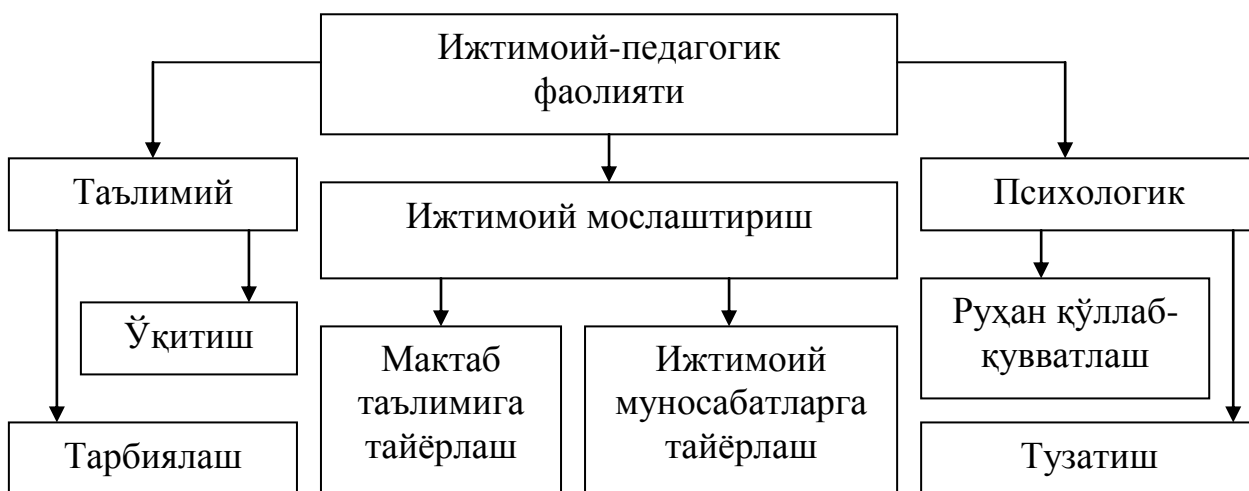 Ижтимоий-педагогик
фаолияти
Таълимий
Ижтимоий мослаштириш
Психологик
Ўқитиш
Тарбиялаш
Мактаб
таълимига
тайёрлаш
Ижтимоий
муносабатларга
тайёрлаш
Руҳан қўллаб-
қувватлаш
Тузатиш